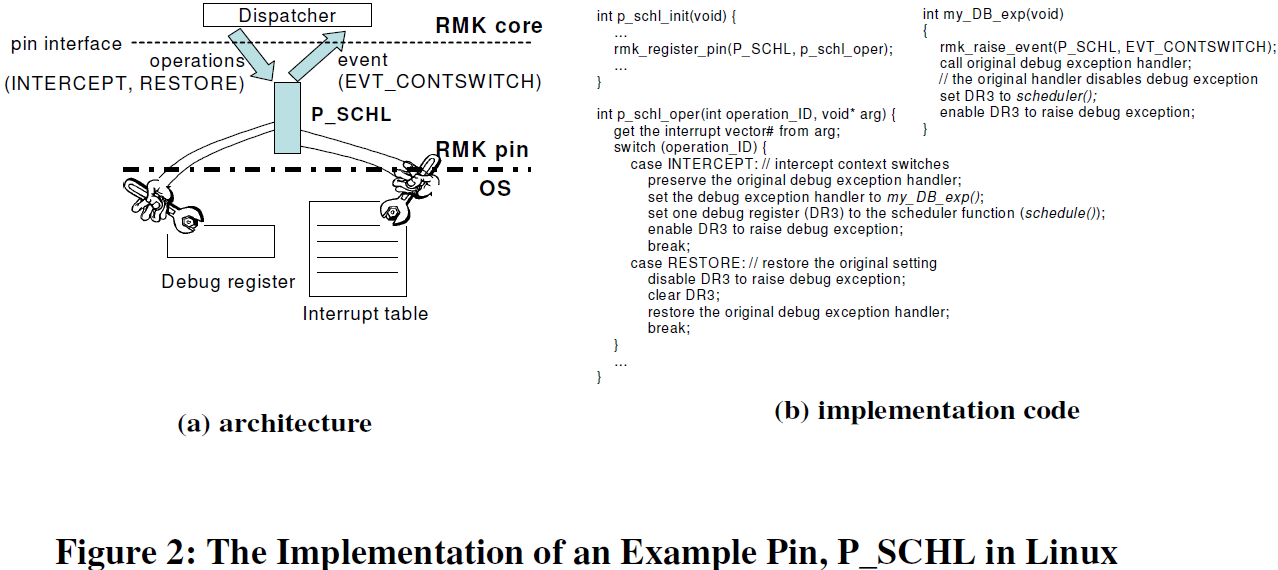 Dispatcher
RMK core
pin interface
operations
(INTERCEPT, RESTORE)
event
(EVT_CONTSWITCH)
P_SCHL
RMK pin
OS
Debug register
Interrupt table
(a) architecture
int p_schl_init(void) {
...
rmk_register_pin(P_SCHL, p_schl_oper);
...
}
int p_schl_oper(int operation_ID, void* arg) {
get the interrupt vector# from arg;
switch (operation_ID) {
case INTERCEPT: // intercept context switches
preserve the original debug exception handler;
set the debug exception handler to my_DB_exp();
set one debug register (DR3) to the scheduler function (schedule());
enable DR3 to raise debug exception;
break;
case RESTORE: // restore the original setting
disable DR3 to raise debug exception;
clear DR3;
restore the original debug exception handler;
break;
}
...
}
int my_DB_exp(void)
{
rmk_raise_event(P_SCHL, EVT_CONTSWITCH);
call original debug exception handler;
// the original handler disables debug exception
set DR3 to scheduler();
enable DR3 to raise debug exception;
}
(b) implementation code
Figure 2: The Implementation of an Example Pin, P_SCHL in Linux